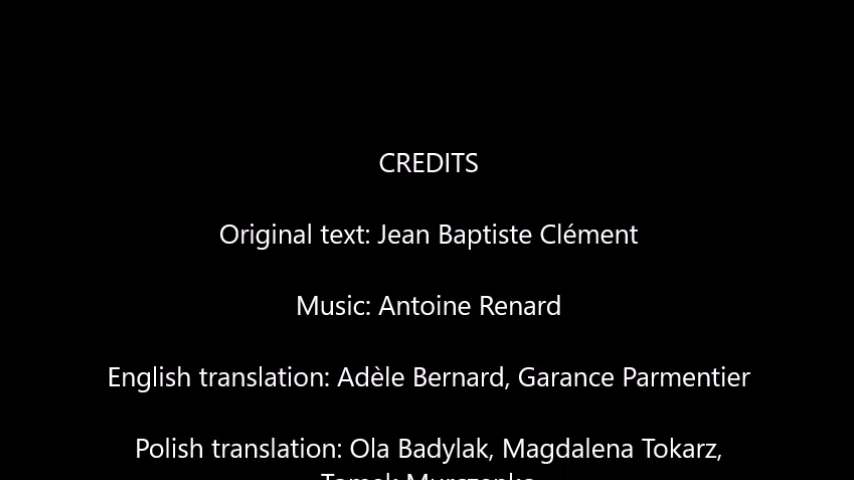 CREDITS
Original text: Jean Baptiste Clément
Music: Antoine Renard
English translation: Adèle Bernard, Garance Parmentier
Polish translation: Ola Badylak, Magdalena Tokarz,
Tomek